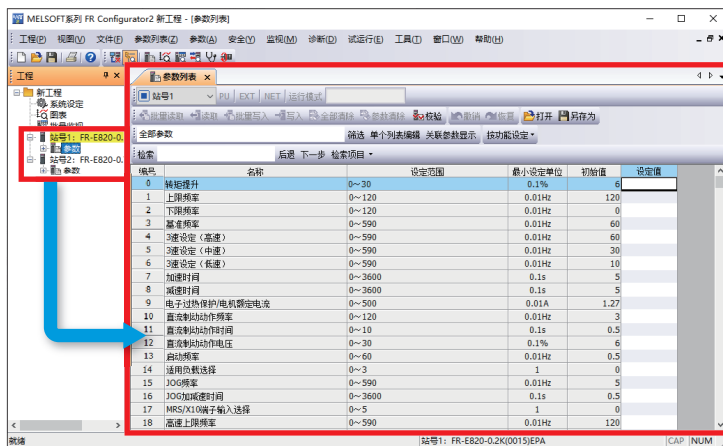 MELSOFT系列 FR Configurator2 新工程 - [参数列表]
工程(P) 视图(V) 文件(F) 参数列表(Z) 参数(A) 安全(Y) 监视(M) 诊断(D) 试运行(E) 工具(T) 窗口(W) 帮助(H)
工程
新工程
系统设定
图表
站号1: FR-E820-0.
参数
站号2: FR-E820-0.
参数
参数列表
站号1 PU EXT NET 运行模式
批量读取 读取 批量写入 写入 全部清除 参数清除 校验 取消 恢复 打开 另存为
全部参数 筛选 单个列表编辑 关联参数显示 按功能设定
检索 后退 下一步 检索项目
编号 名称 设定范围 最小设定单位 初始值 设定值
0 转矩提升 0~30 0.1% 6
1 上限频率 0~120 0.01Hz 120
2 下限频率 0~120 0.01Hz 0
3 基准频率 0~590 0.01Hz 60
4 3速设定（高速） 0~590 0.01Hz 60
5 3速设定（中速） 0~590 0.01Hz 30
6 3速设定（低速） 0~590 0.01Hz 10
7 加速时间 0~3600 0.1s 5
8 减速时间 0~3600 0.1s 5
9 电子过热保护/电机额定电流 0~500 0.01A 1.27
10 直流制动动作频率 0~120 0.01Hz 3
11 直流制动动作时间 0~10 0.1s 0.5
12 直流制动动作电压 0~30 0.1% 6
13 启动频率 0~60 0.01Hz 0.5
14 适用负载选择 0~3 1 0
15 JOG频率 0~590 0.01Hz 5
16 JOG加减速时间 0~3600 0.1s 0.5
17 MRS/X10端子输入选择 0~5 1 0
18 高速上限频率 0~590 0.01Hz 120
就绪 站号1: FR-E820-0.2K(0015)EPA CAP NUM